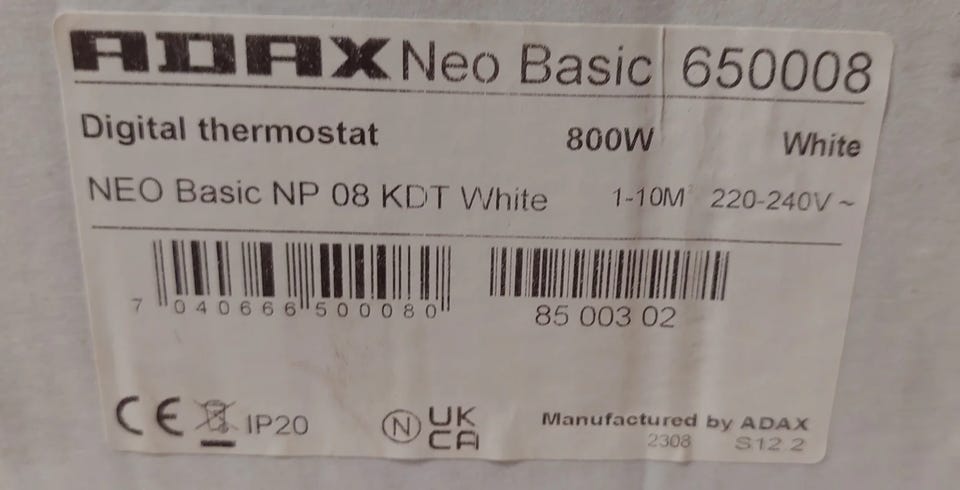 ADAX Neo Basic 650008
Digital thermostat 800W White
NEO Basic NP 08 KDT White 1-10M² 220-240V ~
7 040666 500080
85 003 02
CE IP20 N UK CA
Manufactured by ADAX
2308 S12.2